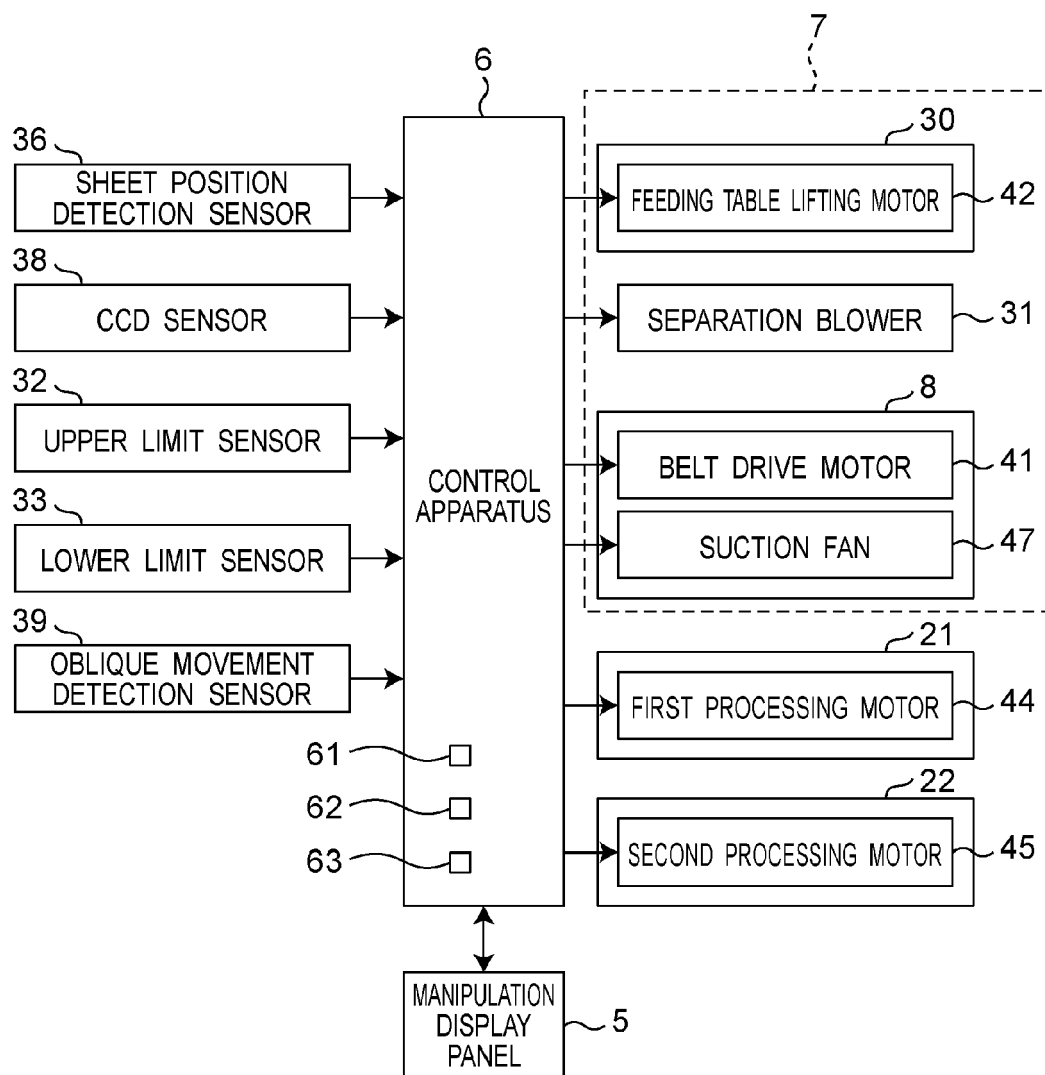 7
6
36
SHEET POSITION
DETECTION SENSOR
30
FEEDING TABLE LIFTING MOTOR
42
38
CCD SENSOR
SEPARATION BLOWER
31
32
UPPER LIMIT SENSOR
8
BELT DRIVE MOTOR
41
CONTROL
APPARATUS
33
LOWER LIMIT SENSOR
SUCTION FAN
47
39
OBLIQUE MOVEMENT
DETECTION SENSOR
21
FIRST PROCESSING MOTOR
44
61
62
63
22
SECOND PROCESSING MOTOR
45
MANIPULATION
DISPLAY
PANEL
5